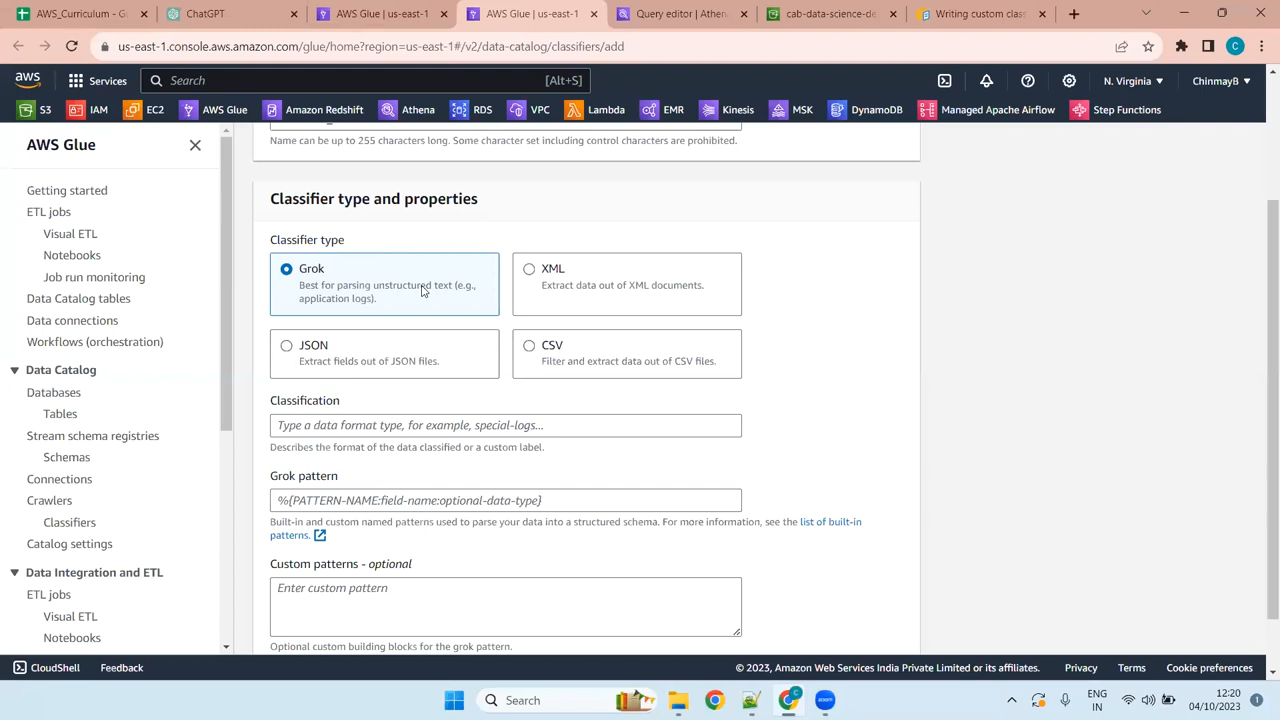 AWS_Curriculum - G
ChatGPT
AWS Glue | us-east-1
AWS Glue | us-east-1
Query editor | Athen
cab-data-science-de
Writing custom clas
us-east-1.console.aws.amazon.com/glue/home?region=us-east-1#/v2/data-catalog/classifiers/add
C
aws
Services
Search
[Alt+S]
N. Virginia
ChinmayB
S3
IAM
EC2
AWS Glue
Amazon Redshift
Athena
RDS
VPC
Lambda
EMR
Kinesis
MSK
DynamoDB
Managed Apache Airflow
Step Functions
AWS Glue
Getting started
ETL jobs
Visual ETL
Notebooks
Job run monitoring
Data Catalog tables
Data connections
Workflows (orchestration)
Data Catalog
Databases
Tables
Stream schema registries
Schemas
Connections
Crawlers
Classifiers
Catalog settings
Data Integration and ETL
ETL jobs
Visual ETL
Notebooks
Name can be up to 255 characters long. Some character set including control characters are prohibited.
Classifier type and properties
Classifier type
Grok
Best for parsing unstructured text (e.g.,
application logs).
XML
Extract data out of XML documents.
JSON
Extract fields out of JSON files.
CSV
Filter and extract data out of CSV files.
Classification
Type a data format type, for example, special-logs...
Describes the format of the data classified or a custom label.
Grok pattern
%{PATTERN-NAME:field-name:optional-data-type}
Built-in and custom named patterns used to parse your data into a structured schema. For more information, see the list of built-in
patterns.
Custom patterns - optional
Enter custom pattern
Optional custom building blocks for the grok pattern.
CloudShell
Feedback
© 2023, Amazon Web Services India Private Limited or its affiliates.
Privacy
Terms
Cookie preferences
Search
zoom
ENG
IN
12:20
04/10/2023
1